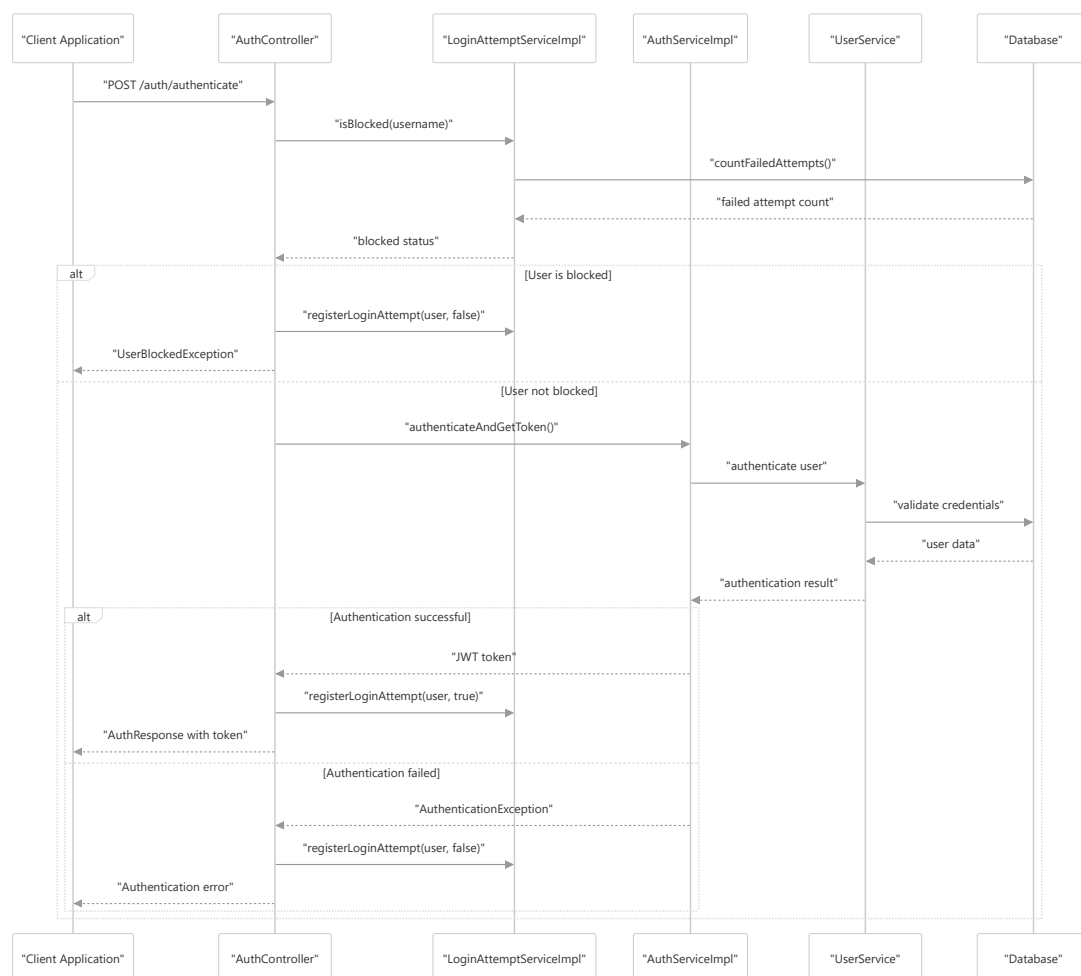 "Client Application"
"AuthController"
"LoginAttemptServiceImpl"
"AuthServiceImpl"
"UserService"
"Database"
"POST /auth/authenticate"
"isBlocked(username)"
"countFailedAttempts()"
"failed attempt count"
"blocked status"
alt
[User is blocked]
"registerLoginAttempt(user, false)"
"UserBlockedException"
[User not blocked]
"authenticateAndGetToken()"
"authenticate user"
"validate credentials"
"user data"
"authentication result"
alt
[Authentication successful]
"JWT token"
"registerLoginAttempt(user, true)"
"AuthResponse with token"
[Authentication failed]
"AuthenticationException"
"registerLoginAttempt(user, false)"
"Authentication error"
"Client Application"
"AuthController"
"LoginAttemptServiceImpl"
"AuthServiceImpl"
"UserService"
"Database"